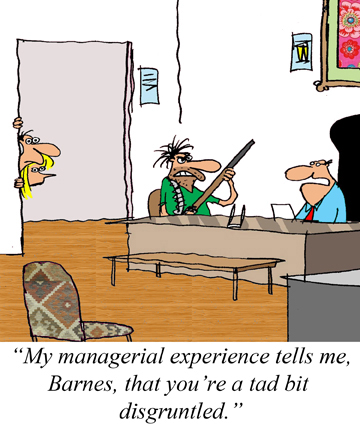 “My managerial experience tells me,
Barnes, that you’re a tad bit
disgruntled.”